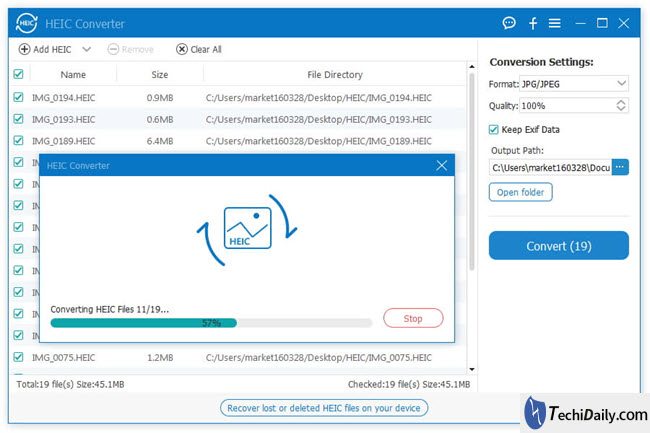 HEIC HEIC Converter
Add HEIC Remove Clear All
Name Size File Directory
IMG_0194.HEIC 0.9MB C:/Users/market160328/Desktop/HEIC/IMG_0194.HEIC
IMG_0193.HEIC 0.6MB C:/Users/market160328/Desktop/HEIC/IMG_0193.HEIC
IMG_0189.HEIC 6.4MB C:/Users/market160328/Desktop/HEIC/IMG_0189.HEIC
HEIC Converter
HEIC
Converting HEIC Files 11/19...
57%
Stop
IMG_0075.HEIC 1.2MB C:/Users/market160328/Desktop/HEIC/IMG_0075.HEIC
Total:19 file(s) Size:45.1MB Checked:19 file(s) Size:45.1MB
Recover lost or deleted HEIC files on your device
Conversion Settings:
Format: JPG/JPEG
Quality: 100%
Keep Exif Data
Output Path:
C:\Users\market160328\Docu ...
Open folder
Convert (19)
TechiDaily.com